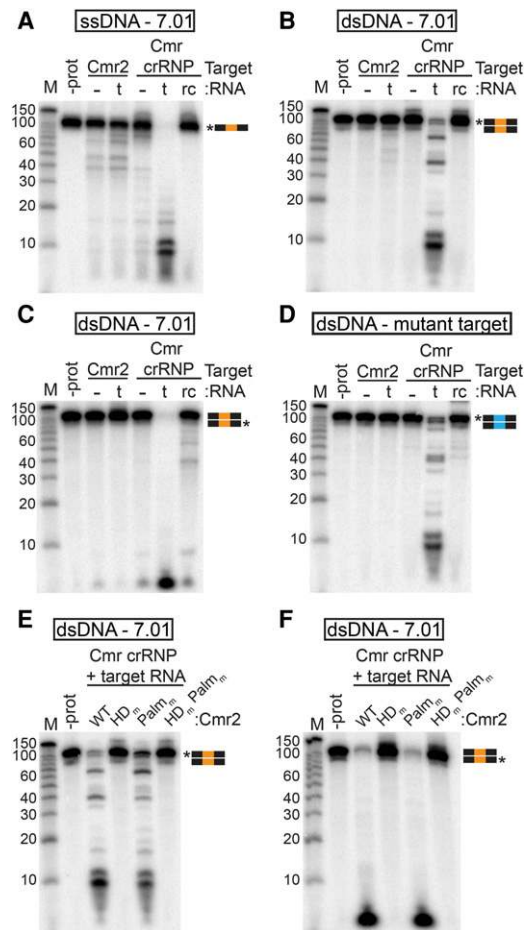 A
ssDNA - 7.01
Cmr
M -prot Cmr2 crRNP Target
- t - t rc :RNA
150
100
60
40
30
20
10
*
B
dsDNA - 7.01
Cmr
M -prot Cmr2 crRNP Target
- t - t rc :RNA
150
100
60
40
30
20
10
*
C
dsDNA - 7.01
Cmr
M -prot Cmr2 crRNP Target
- t - t rc :RNA
150
100
60
40
30
20
10
*
D
dsDNA - mutant target
Cmr
M -prot Cmr2 crRNP Target
- t - t rc :RNA
150
100
60
40
30
20
10
*
E
dsDNA - 7.01
Cmr crRNP
+ target RNA
M -prot WT HDm Palmm HDm Palmm :Cmr2
150
100
60
40
30
20
10
*
F
dsDNA - 7.01
Cmr crRNP
+ target RNA
M -prot WT HDm Palmm HDm Palmm :Cmr2
150
100
60
40
30
20
10
*